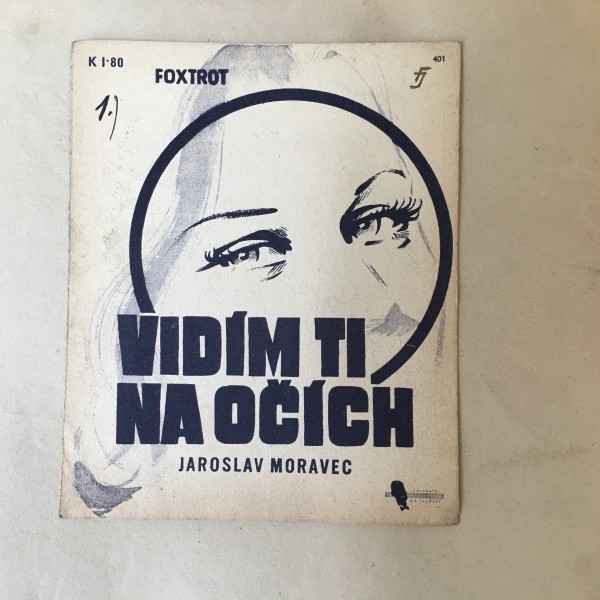 K I-80
401
FOXTROT
1.)
VIDÍM TI
NA OČÍCH
JAROSLAV MORAVEC